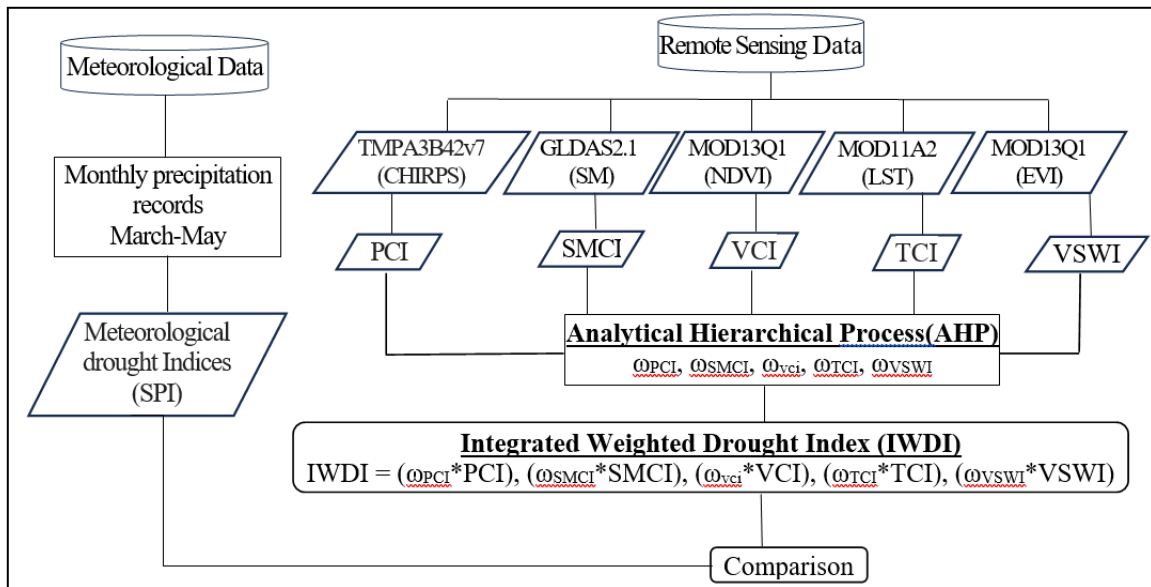 Meteorological Data
Monthly precipitation
records
March-May
Meteorological
drought Indices
(SPI)
Remote Sensing Data
TMPA3B42v7
(CHIRPS)
GLDAS2.1
(SM)
MOD13Q1
(NDVI)
MOD11A2
(LST)
MOD13Q1
(EVI)
PCI
SMCI
VCI
TCI
VSWI
Analytical Hierarchical Process(AHP)
ωPCI, ωSMCI, ωvci, ωTCI, ωVSWI
Integrated Weighted Drought Index (IWDI)
IWDI = (ωPCI*PCI), (ωSMCI*SMCI), (ωvci*VCI), (ωTCI*TCI), (ωVSWI*VSWI)
Comparison